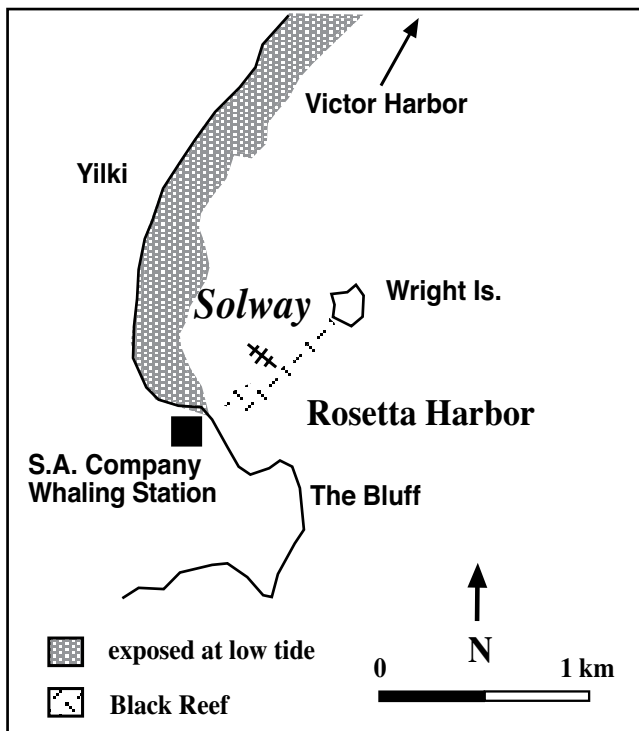 Victor Harbor
Yilki
Solway
Wright Is.
Rosetta Harbor
S.A. Company
Whaling Station
The Bluff
exposed at low tide
Black Reef
N
0 1 km